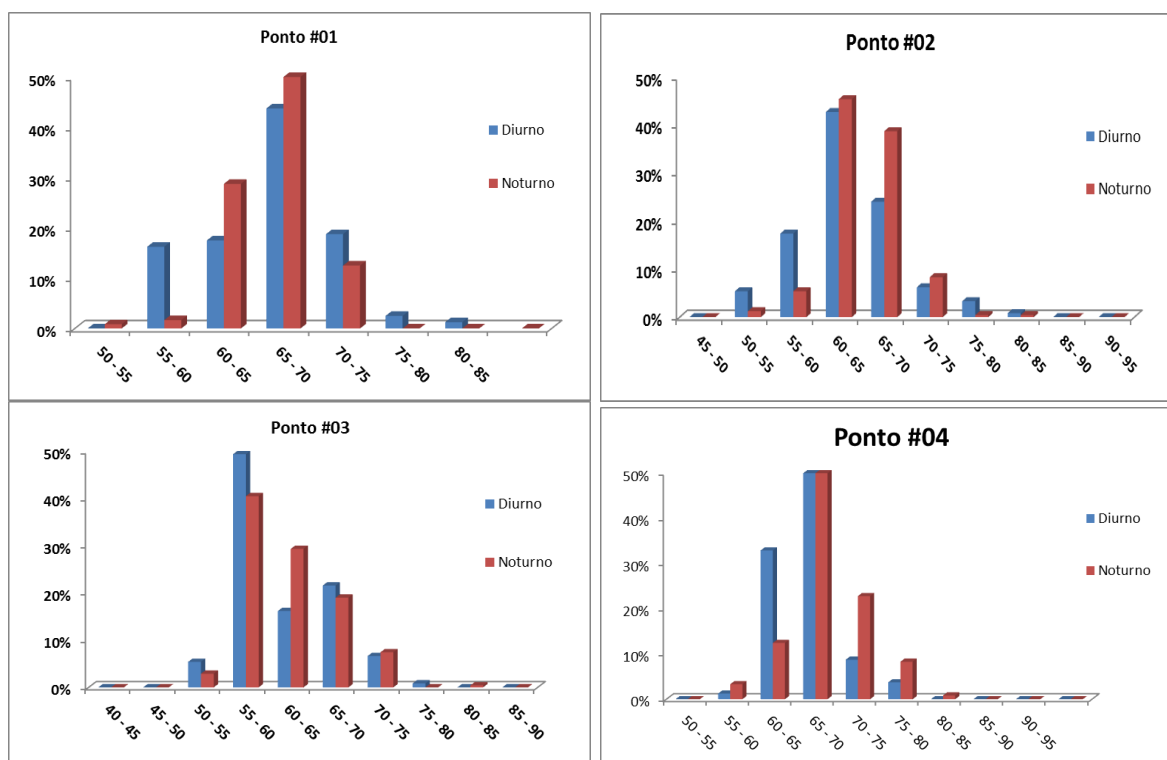 Ponto #01
50%
40%
30%
20%
10%
0%
Diurno
Noturno
50 - 55
55 - 60
60 - 65
65 - 70
70 - 75
75 - 80
80 - 85
Ponto #02
50%
40%
30%
20%
10%
0%
Diurno
Noturno
45 - 50
50 - 55
55 - 60
60 - 65
65 - 70
70 - 75
75 - 80
80 - 85
85 - 90
90 - 95
Ponto #03
50%
40%
30%
20%
10%
0%
Diurno
Noturno
40 - 45
45 - 50
50 - 55
55 - 60
60 - 65
65 - 70
70 - 75
75 - 80
80 - 85
85 - 90
Ponto #04
50%
40%
30%
20%
10%
0%
Diurno
Noturno
50 - 55
55 - 60
60 - 65
65 - 70
70 - 75
75 - 80
80 - 85
85 - 90
90 - 95